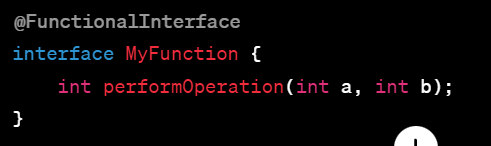 @FunctionalInterface
interface MyFunction {
    int performOperation(int a, int b);
}